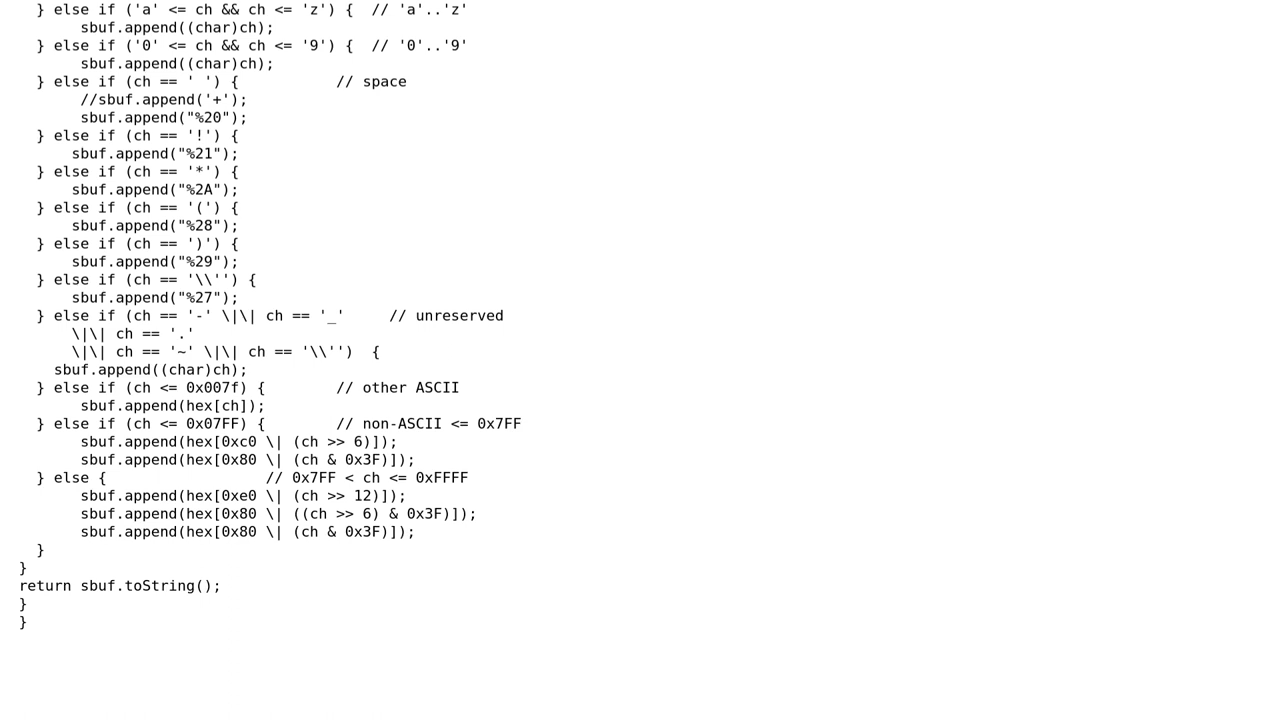 } else if ('a' <= ch && ch <= 'z') {  // 'a'..'z'
sbuf.append((char)ch);
} else if ('0' <= ch && ch <= '9') {  // '0'..'9'
sbuf.append((char)ch);
} else if (ch == ' ') {           // space
//sbuf.append('+');
sbuf.append("%20");
} else if (ch == '!') {
sbuf.append("%21");
} else if (ch == '*') {
sbuf.append("%2A");
} else if (ch == '(') {
sbuf.append("%28");
} else if (ch == ')') {
sbuf.append("%29");
} else if (ch == '\\'') {
sbuf.append("%27");
} else if (ch == '-' \|\| ch == '_'     // unreserved
\|\| ch == '.'
\|\| ch == '~' \|\| ch == '\\'')  {
sbuf.append((char)ch);
} else if (ch <= 0x007f) {        // other ASCII
sbuf.append(hex[ch]);
} else if (ch <= 0x07FF) {        // non-ASCII <= 0x7FF
sbuf.append(hex[0xc0 \| (ch >> 6)]);
sbuf.append(hex[0x80 \| (ch & 0x3F)]);
} else {                  // 0x7FF < ch <= 0xFFFF
sbuf.append(hex[0xe0 \| (ch >> 12)]);
sbuf.append(hex[0x80 \| ((ch >> 6) & 0x3F)]);
sbuf.append(hex[0x80 \| (ch & 0x3F)]);
}
}
return sbuf.toString();
}
}